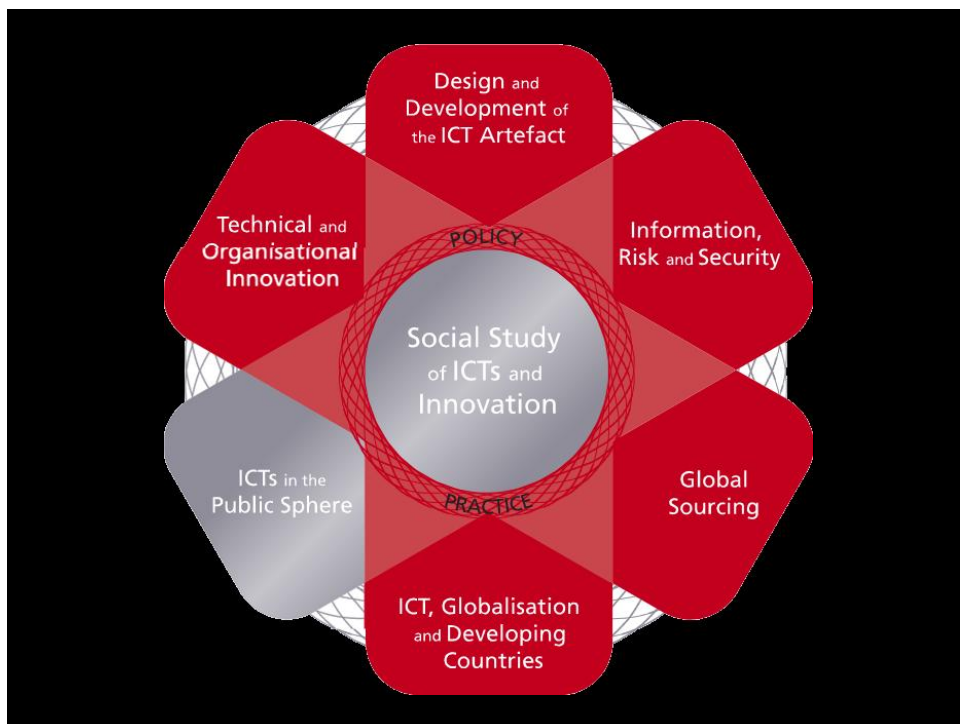 Design and
Development of
the ICT Artefact
Technical and
Organisational
Innovation
Information,
Risk and Security
POLICY
Social Study
of ICTs and
Innovation
PRACTICE
ICTs in the
Public Sphere
Global
Sourcing
ICT, Globalisation
and Developing
Countries